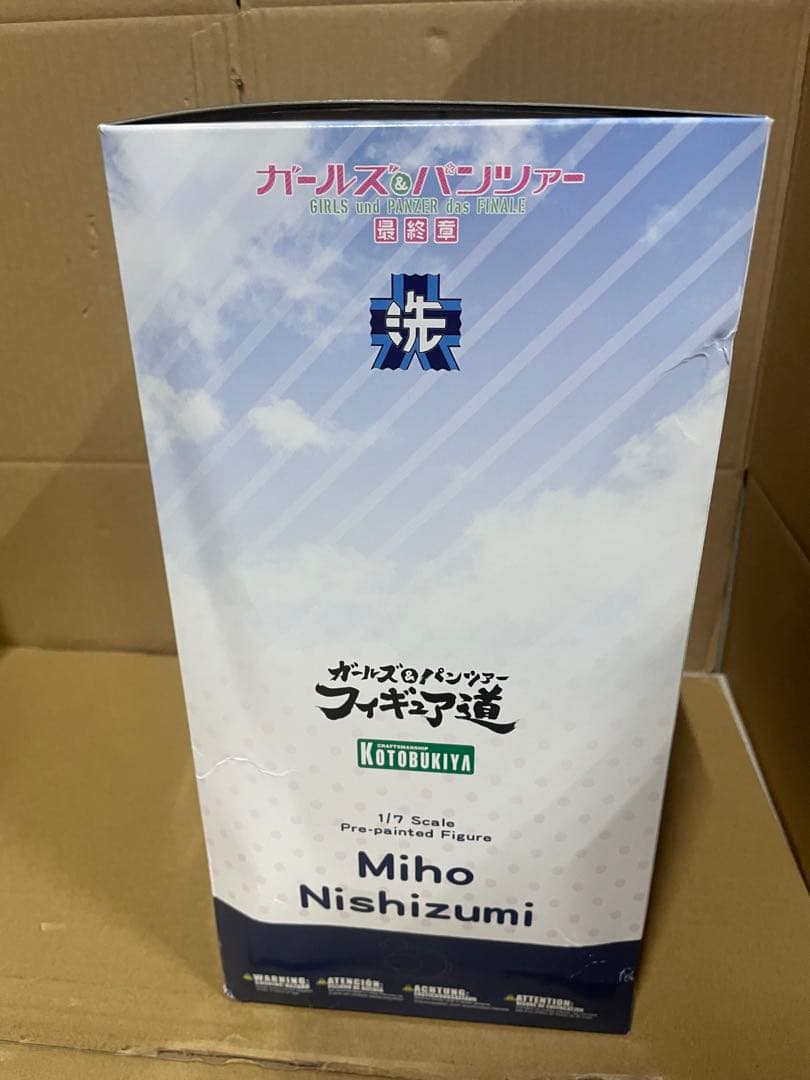 ガールズ&パンツァー
GIRLS und PANZER das FINALE
最終章
洗
ガールズ&パンツァー
フィギュア道
CRAFTSMANSHIP
KOTOBUKIYA
1/7 Scale
Pre-painted Figure
Miho
Nishizumi
WARNING: ATENCIÓN: ACHTUNG: ATTENTION: